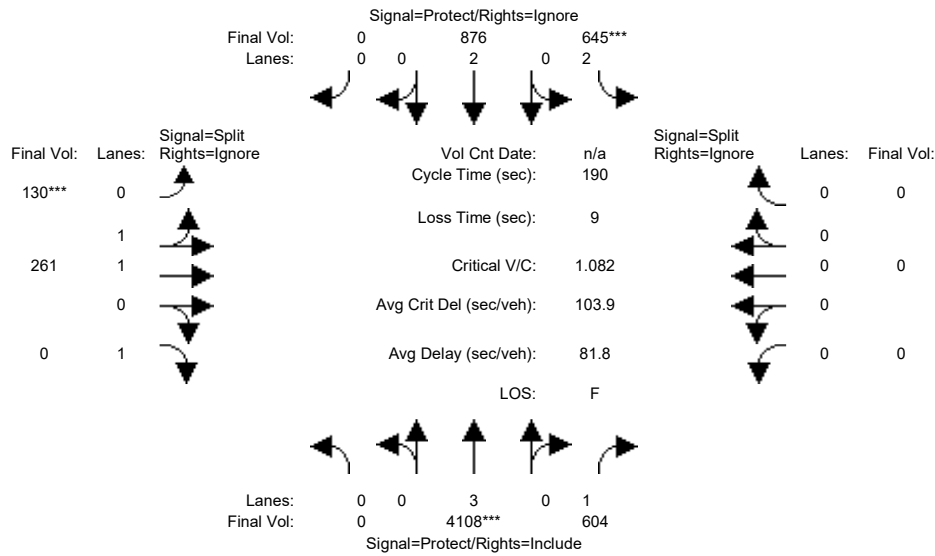 Signal=Protect/Rights=Ignore
Final Vol: 0 876 645***
Lanes: 0 0 2 0 2
Signal=Split
Final Vol: Lanes: Rights=Ignore
Vol Cnt Date: n/a
Signal=Split
Rights=Ignore Lanes: Final Vol:
Cycle Time (sec): 190
130*** 0
0 0
Loss Time (sec): 9
1
0
261 1
Critical V/C: 1.082
0 0
0
Avg Crit Del (sec/veh): 103.9
0
0 1
Avg Delay (sec/veh): 81.8
0 0
LOS: F
Lanes: 0 0 3 0 1
Final Vol: 0 4108*** 604
Signal=Protect/Rights=Include